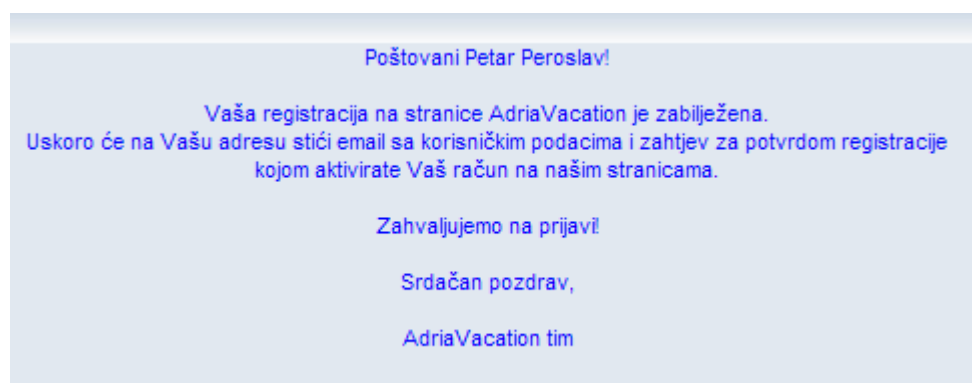 Poštovani Petar Peroslav!
Vaša registracija na stranice AdriaVacation je zabilježena.
Uskoro će na Vašu adresu stići email sa korisničkim podacima i zahtjev za potvrdom registracije
kojom aktivirate Vaš račun na našim stranicama.
Zahvaljujemo na prijavi!
Srdačan pozdrav,
AdriaVacation tim